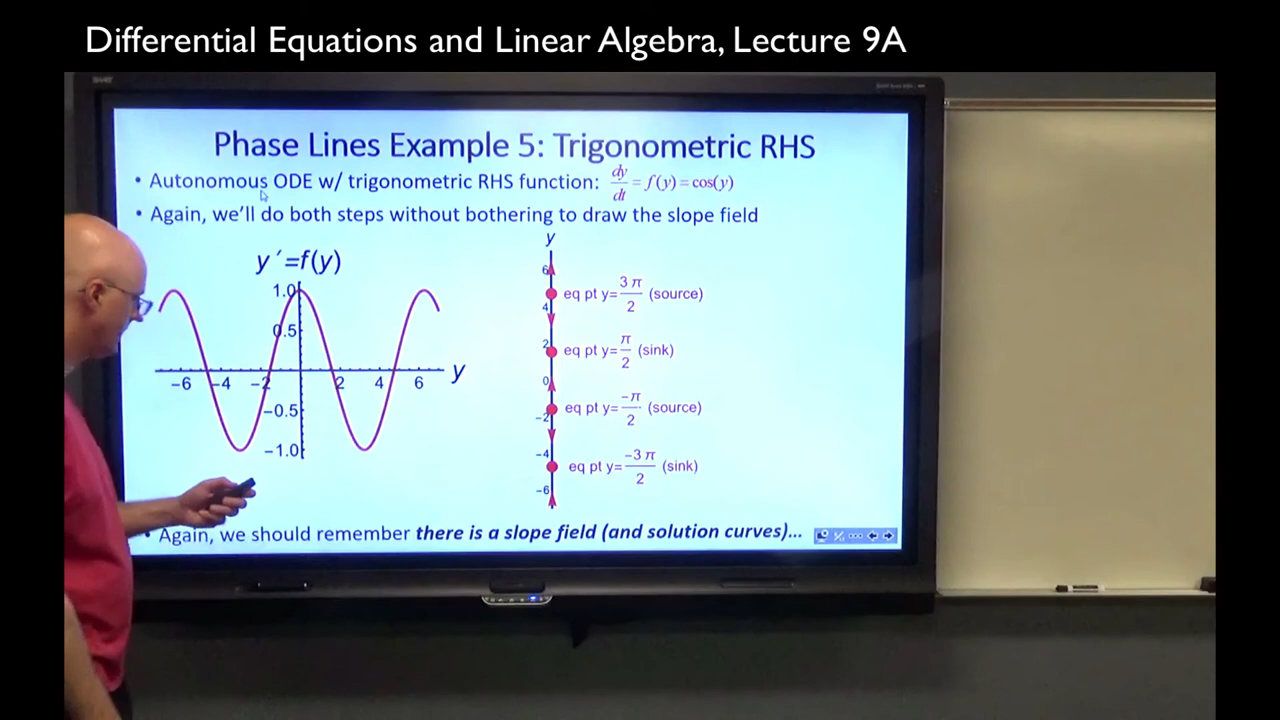 Differential Equations and Linear Algebra, Lecture 9A
Phase Lines Example 5: Trigonometric RHS
• Autonomous ODE w/ trigonometric RHS function: dy/dt = f(y) = cos(y)
• Again, we'll do both steps without bothering to draw the slope field
y´=f(y)
1.0
0.5
−6 −4 −2 2 4 6 y
−0.5
−1.0
y
6
eq pt y= 3π/2 (source)
4
2
eq pt y= π/2 (sink)
0
eq pt y= −π/2 (source)
−2
−4
eq pt y= −3π/2 (sink)
−6
• Again, we should remember there is a slope field (and solution curves)...